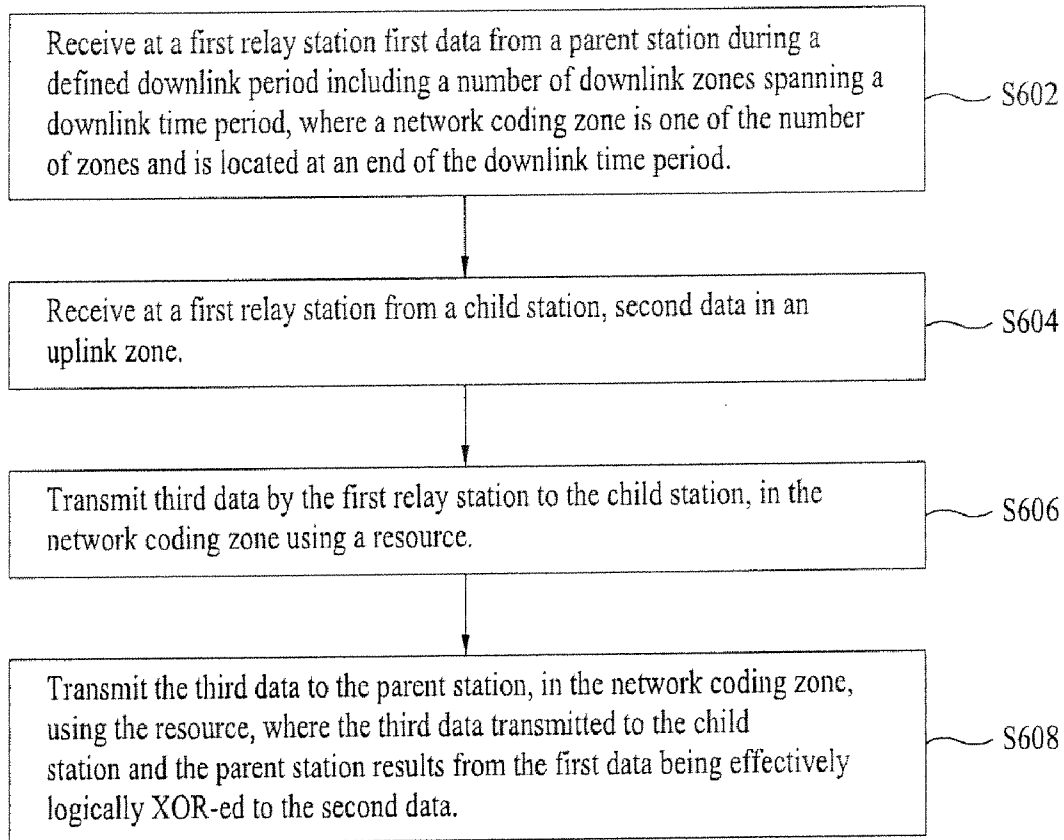 Receive at a first relay station first data from a parent station during a
defined downlink period including a number of downlink zones spanning a
downlink time period, where a network coding zone is one of the number
of zones and is located at an end of the downlink time period.
S602
Receive at a first relay station from a child station, second data in an
uplink zone.
S604
Transmit third data by the first relay station to the child station, in the
network coding zone using a resource.
S606
Transmit the third data to the parent station, in the network coding zone,
using the resource, where the third data transmitted to the child
station and the parent station results from the first data being effectively
logically XOR-ed to the second data.
S608